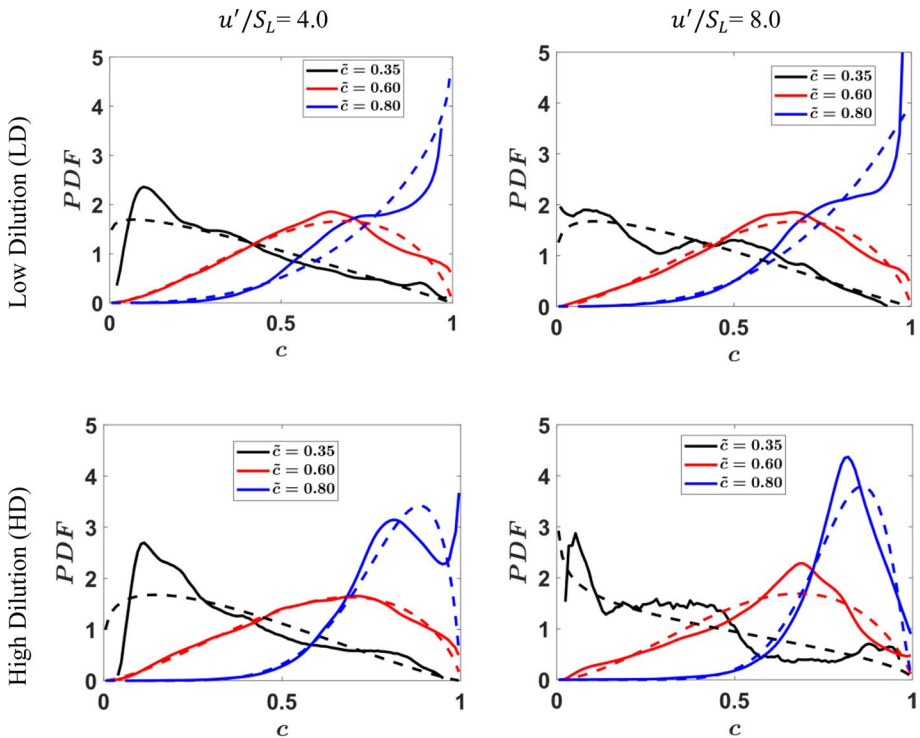 u′/S_L= 4.0
u′/S_L= 8.0
Low Dilution (LD)
PDF
5
4
3
2
1
0
c̃ = 0.35
c̃ = 0.60
c̃ = 0.80
0
0.5
1
c
PDF
5
4
3
2
1
0
c̃ = 0.35
c̃ = 0.60
c̃ = 0.80
0
0.5
1
c
High Dilution (HD)
PDF
5
4
3
2
1
0
c̃ = 0.35
c̃ = 0.60
c̃ = 0.80
0
0.5
1
c
PDF
5
4
3
2
1
0
c̃ = 0.35
c̃ = 0.60
c̃ = 0.80
0
0.5
1
c